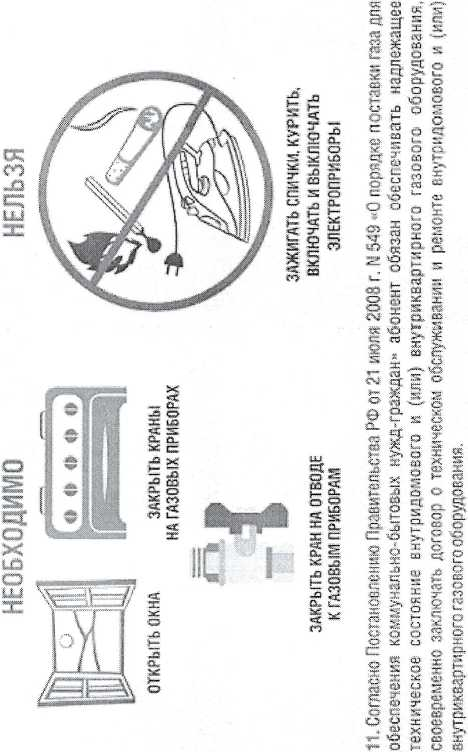 НЕОБХОДИМО
ОТКРЫТЬ ОКНА
ЗАКРЫТЬ КРАНЫ
НА ГАЗОВЫХ ПРИБОРАХ
ЗАКРЫТЬ КРАН НА ОТВОДЕ
К ГАЗОВЫМ ПРИБОРАМ
НЕЛЬЗЯ
ЗАЖИГАТЬ СПИЧКИ, КУРИТЬ,
ВКЛЮЧАТЬ И ВЫКЛЮЧАТЬ
ЭЛЕКТРОПРИБОРЫ
11. Согласно Постановлению Правительства РФ от 21 июля 2008 г. N 549 «О порядке поставки газа для
обеспечения коммунально-бытовых нужд-граждан» абонент обязан обеспечивать надлежащее
техническое состояние внутридомового и (или) внутриквартирного газового оборудования,
своевременно заключать договор о техническом обслуживании и ремонте внутридомового и (или)
внутриквартирного газового оборудования.